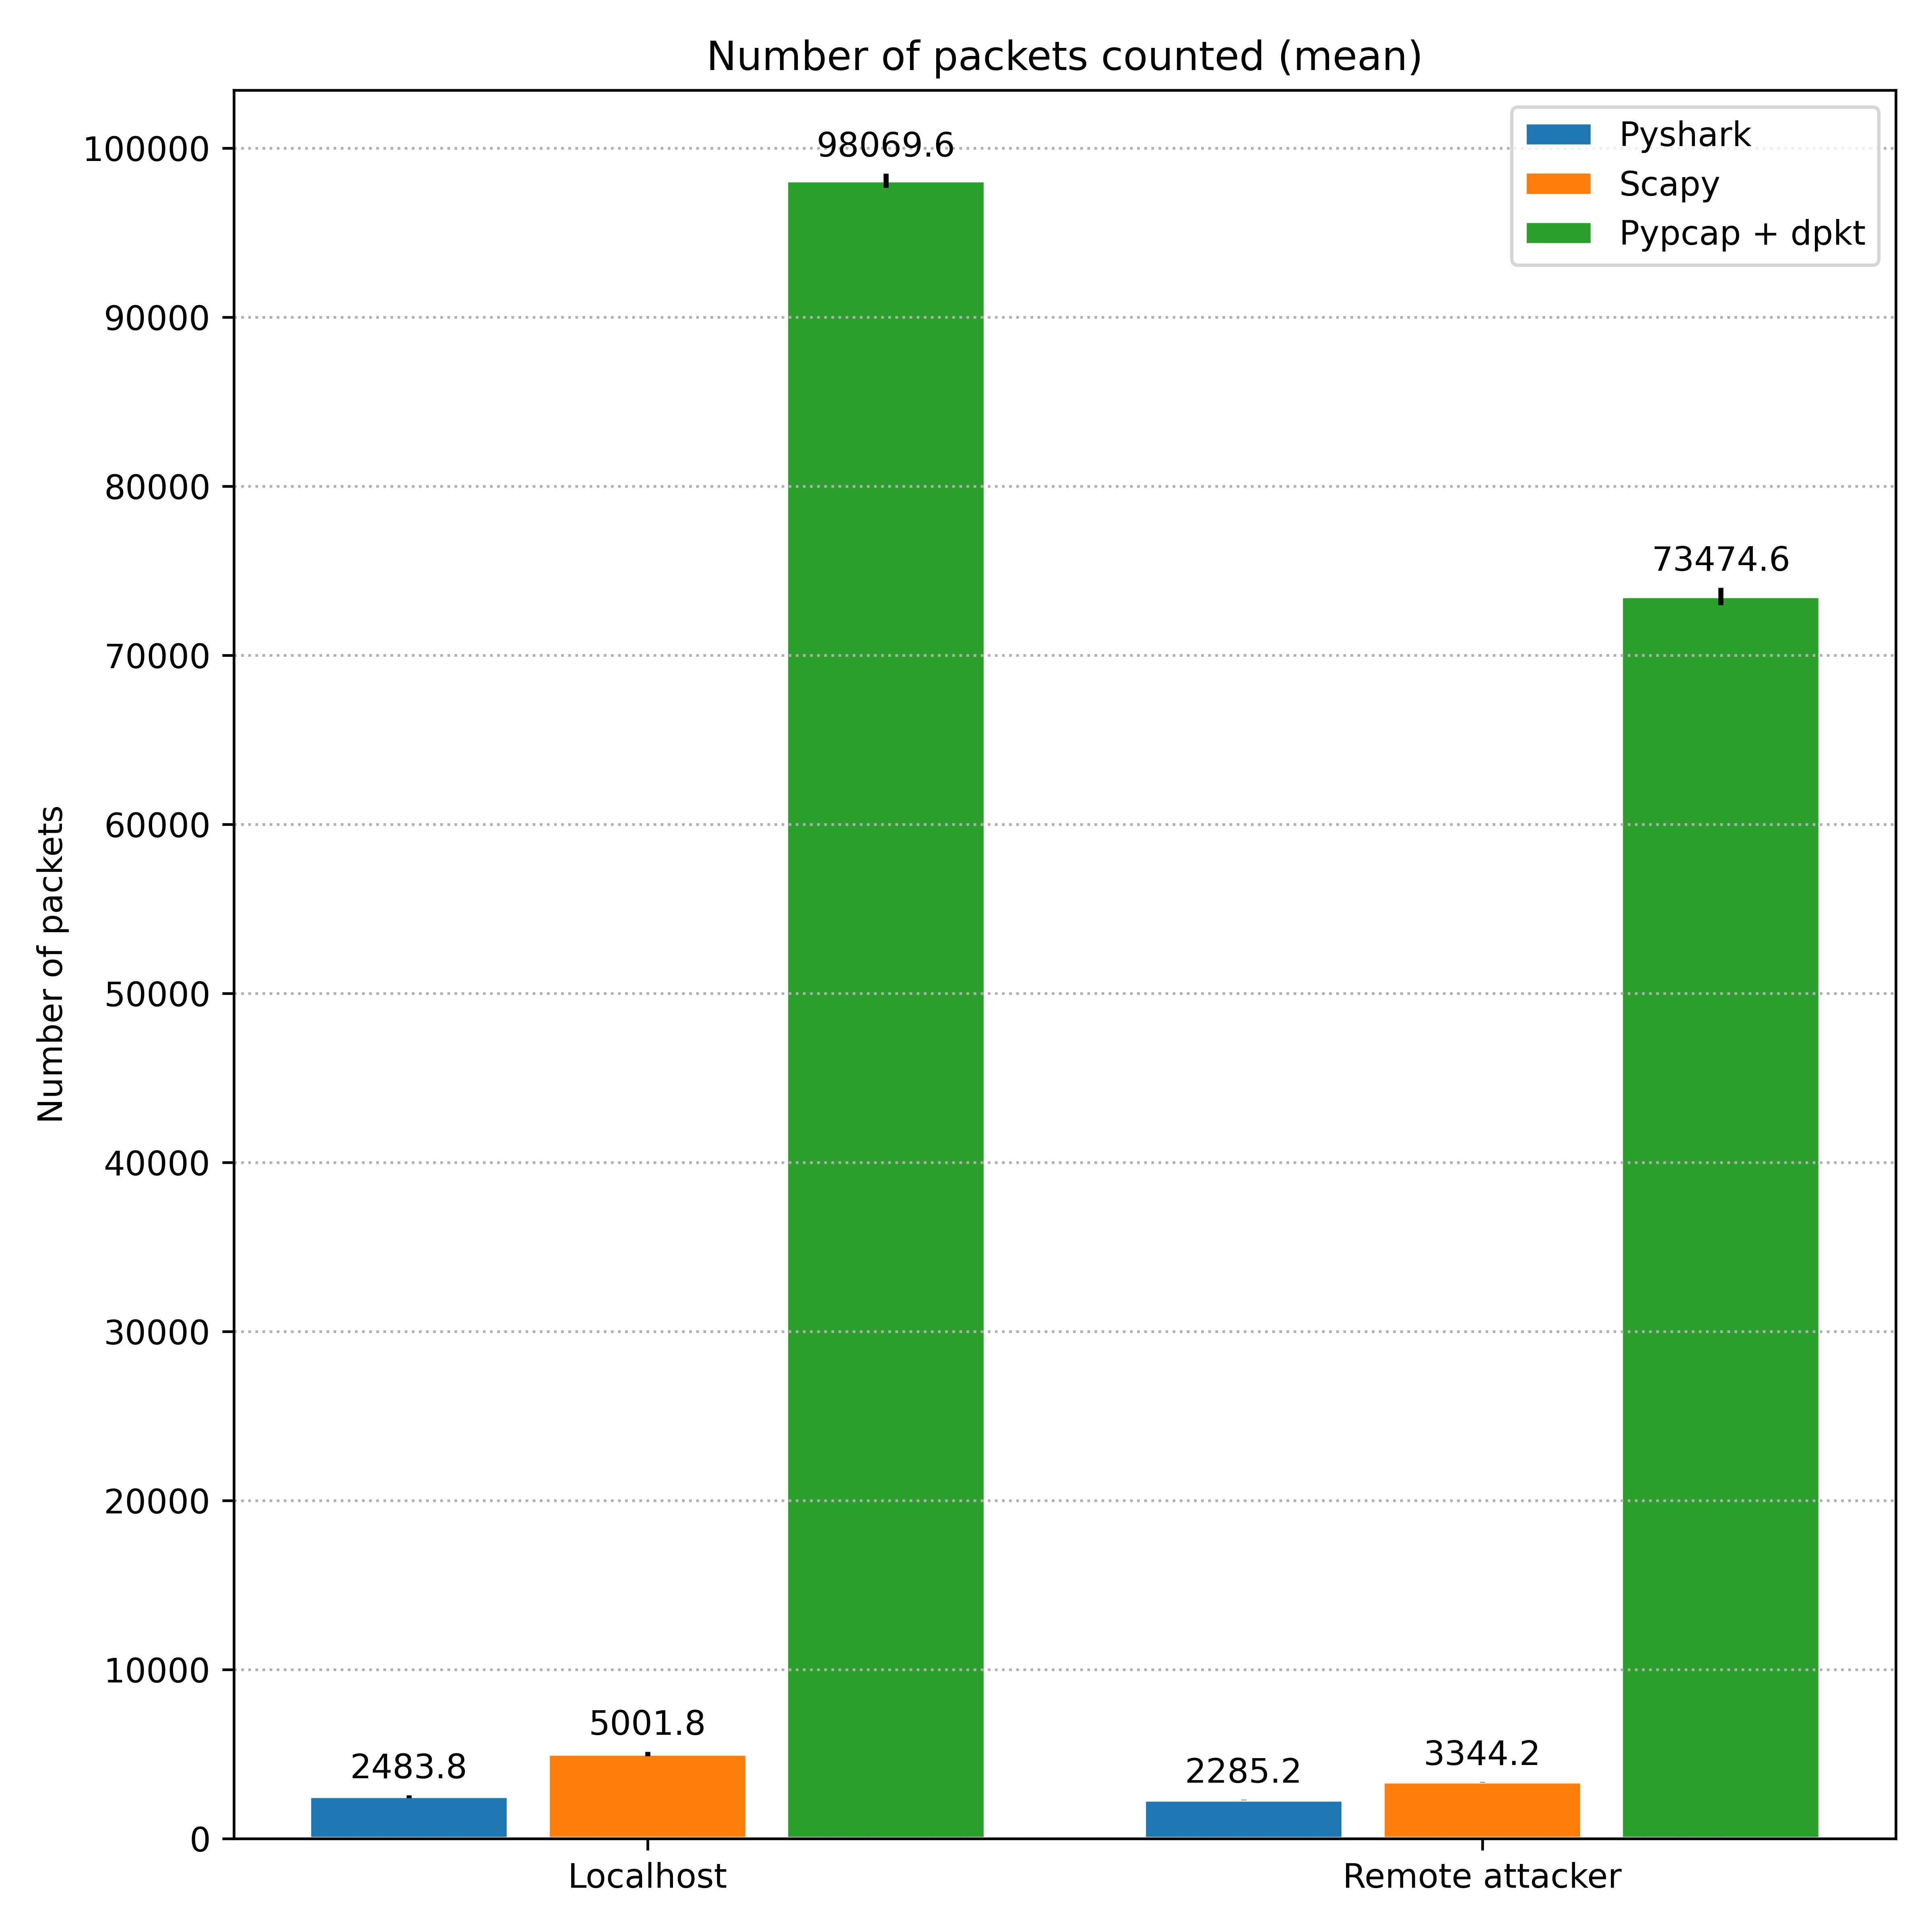 Number of packets counted (mean)
Pyshark
Scapy
Pypcap + dpkt
Number of packets
100000
90000
80000
70000
60000
50000
40000
30000
20000
10000
0
98069.6
73474.6
5001.8
2483.8
3344.2
2285.2
Localhost
Remote attacker